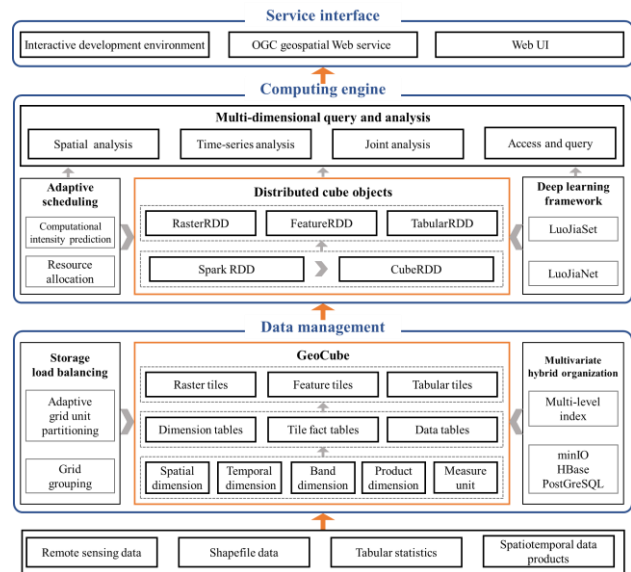 Service interface
Interactive development environment
OGC geospatial Web service
Web UI
Computing engine
Multi-dimensional query and analysis
Spatial analysis
Time-series analysis
Joint analysis
Access and query
Adaptive
scheduling
Computational
intensity prediction
Resource
allocation
Distributed cube objects
RasterRDD
FeatureRDD
TabularRDD
Spark RDD
CubeRDD
Deep learning
framework
LuoJiaSet
LuoJiaNet
Data management
Storage
load balancing
Adaptive
grid unit
partitioning
Grid
grouping
GeoCube
Raster tiles
Feature tiles
Tabular tiles
Dimension tables
Tile fact tables
Data tables
Spatial
dimension
Temporal
dimension
Band
dimension
Product
dimension
Measure
unit
Multivariate
hybrid organization
Multi-level
index
minIO
HBase
PostGreSQL
Remote sensing data
Shapefile data
Tabular statistics
Spatiotemporal data
products